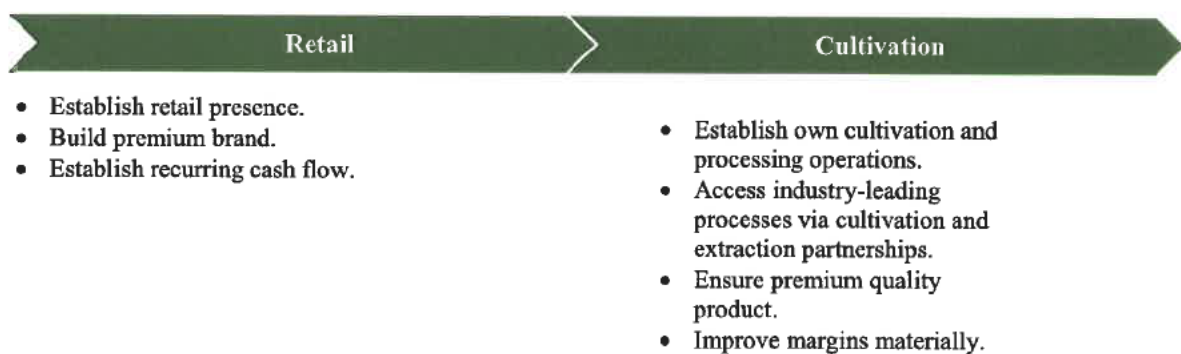 Retail
Cultivation
• Establish retail presence.
• Build premium brand.
• Establish recurring cash flow.
• Establish own cultivation and
processing operations.
• Access industry-leading
processes via cultivation and
extraction partnerships.
• Ensure premium quality
product.
• Improve margins materially.